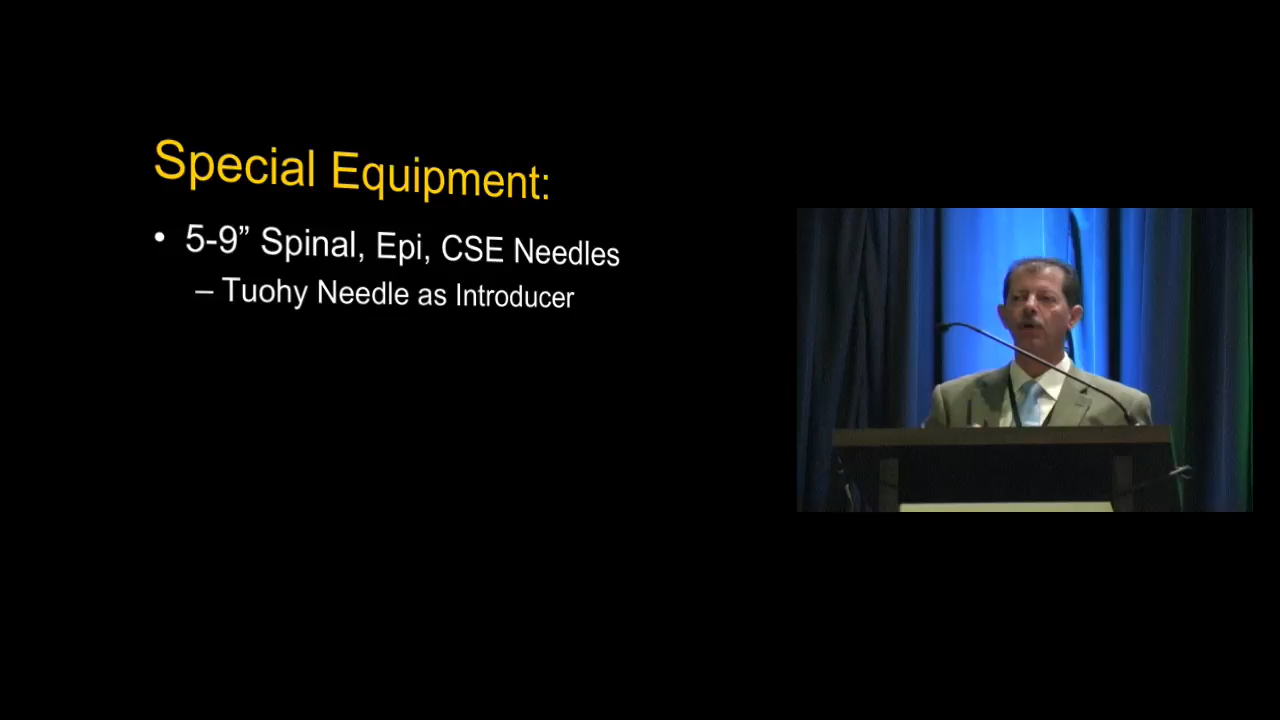 Special Equipment:
• 5-9” Spinal, Epi, CSE Needles
– Tuohy Needle as Introducer